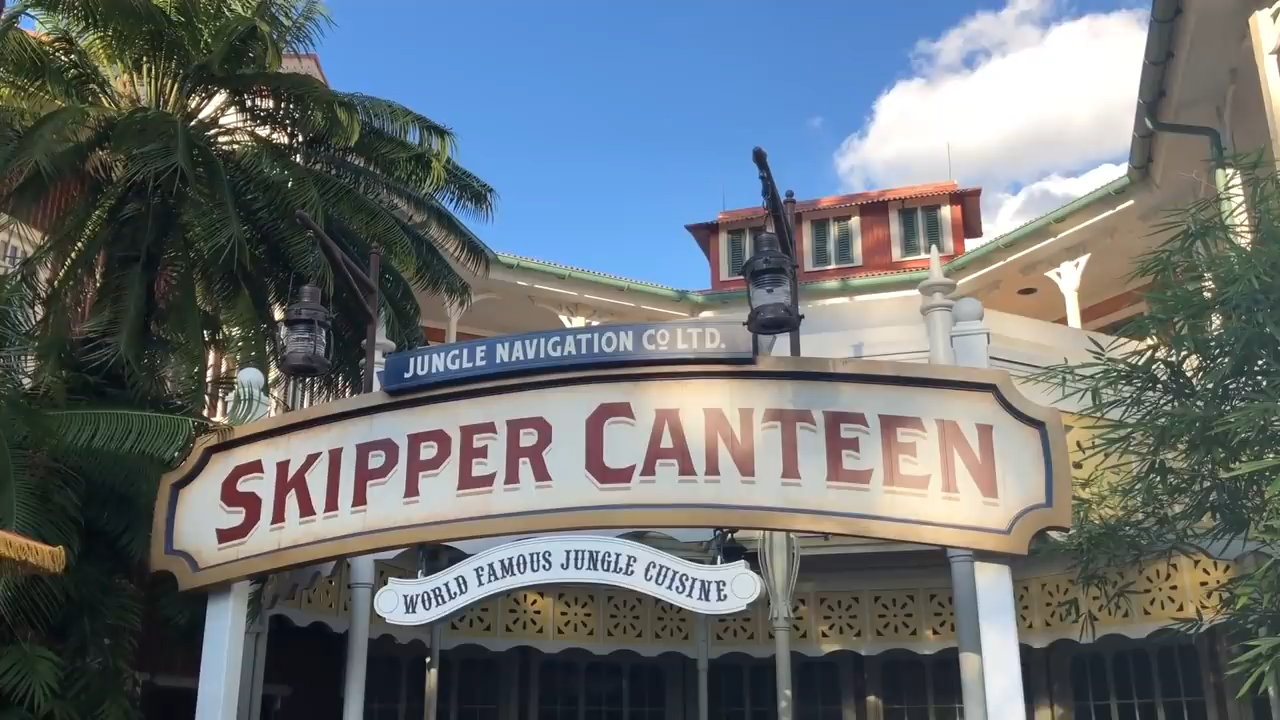 JUNGLE NAVIGATION CO LTD.
SKIPPER CANTEEN
WORLD FAMOUS JUNGLE CUISINE